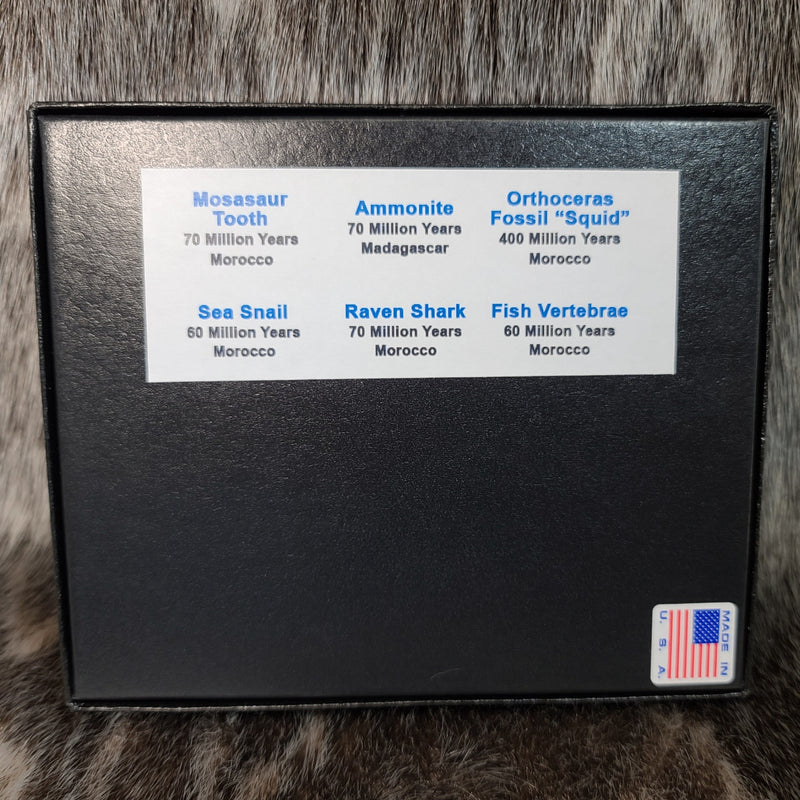 Mosasaur
Tooth
70 Million Years
Morocco
Ammonite
70 Million Years
Madagascar
Orthoceras
Fossil “Squid”
400 Million Years
Morocco
Sea Snail
60 Million Years
Morocco
Raven Shark
70 Million Years
Morocco
Fish Vertebrae
60 Million Years
Morocco
MADE IN
U. S. A.